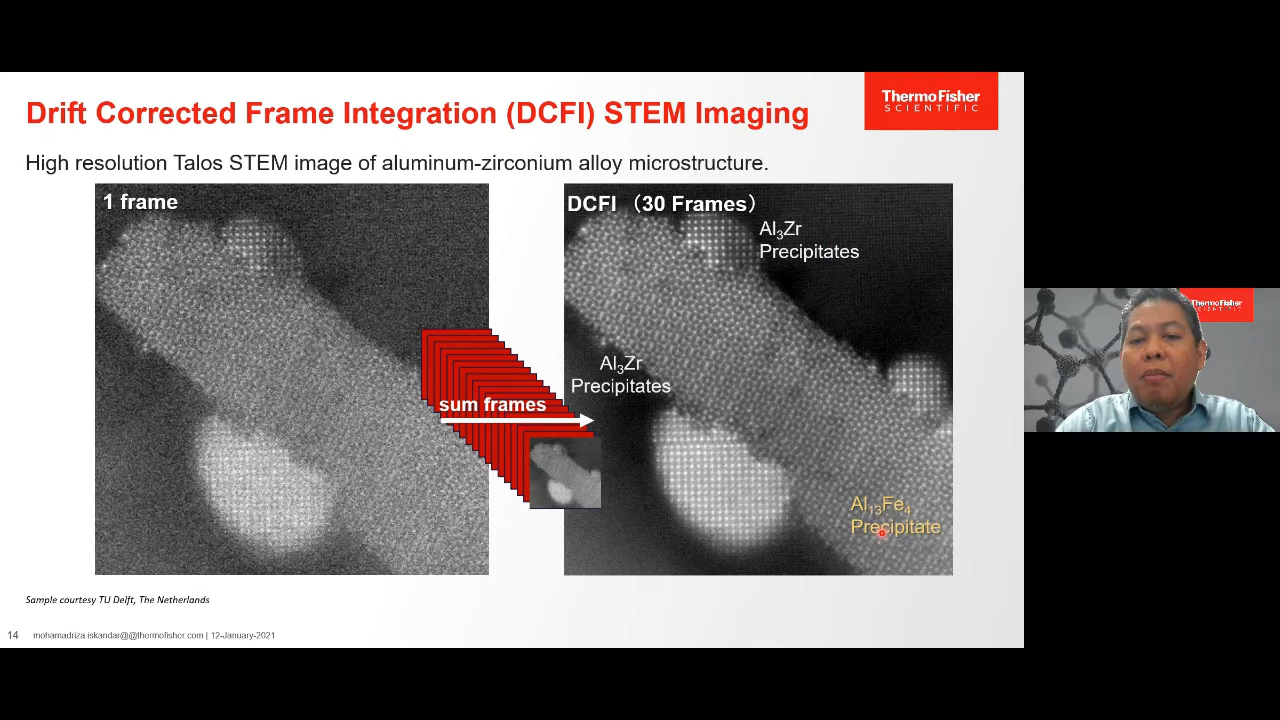 Drift Corrected Frame Integration (DCFI) STEM Imaging
ThermoFisher
SCIENTIFIC
High resolution Talos STEM image of aluminum-zirconium alloy microstructure.
1 frame
DCFI （30 Frames）
Al₃Zr
Precipitates
Al₃Zr
Precipitates
sum frames
Al₁₃Fe₄
Precipitate
Sample courtesy TU Delft, The Netherlands
14 mohamadriza.iskandar@@thermofisher.com | 12-January-2021
ThermoFisher
SCIENTIFIC